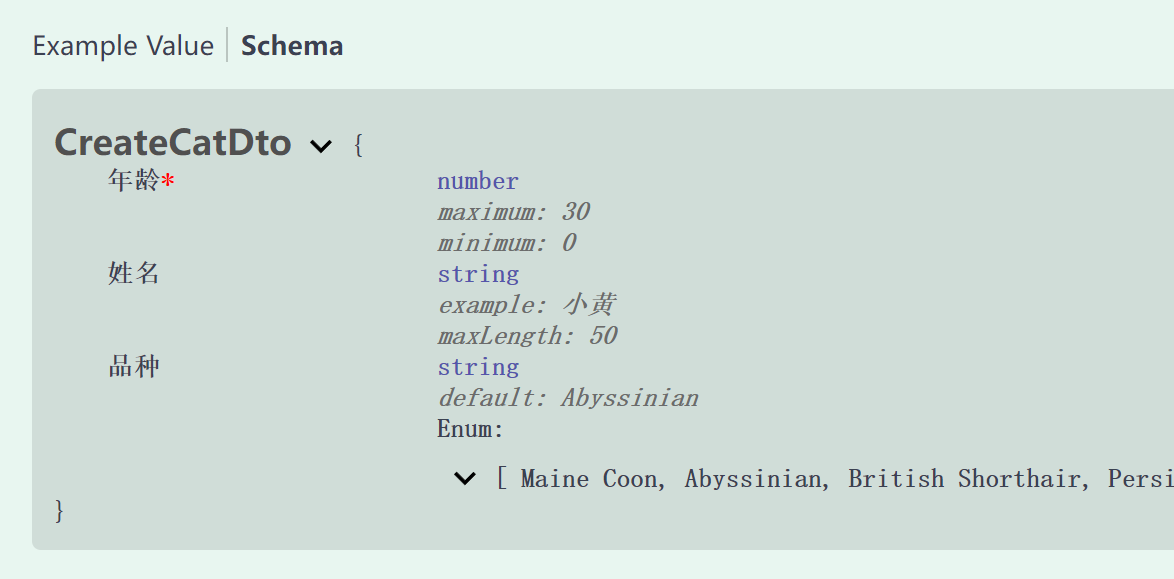 Example Value | Schema
CreateCatDto {
年龄* number
maximum: 30
minimum: 0
姓名 string
example: 小黄
maxLength: 50
品种 string
default: Abyssinian
Enum:
[ Maine Coon, Abyssinian, British Shorthair, Persi
}